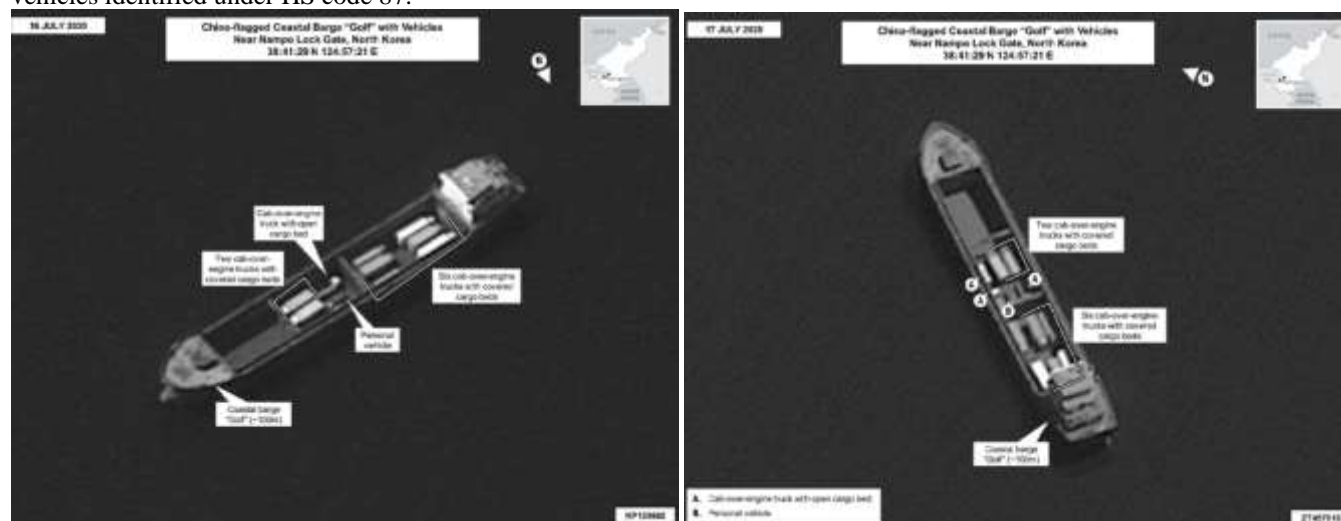 vehicles identified under HS code 87.
16 JULY 2020
China-flagged Coastal Barge "Golf" with Vehicles
Near Nampo Lock Gate, North Korea
38:41:29 N 124:57:21 E
N
Cab-over-engine
truck with open
cargo bed
Two cab-over-
engine trucks with
covered cargo beds
Six cab-over-engine
trucks with covered
cargo beds
Personal
vehicle
Coastal barge
"Golf" (~100m)
17 JULY 2020
China-flagged Coastal Barge "Golf" with Vehicles
Near Nampo Lock Gate, North Korea
38:41:29 N 124:57:21 E
N
Two cab-over-engine
trucks with covered
cargo beds
A
B
Six cab-over-engine
trucks with covered
cargo beds
Coastal barge
"Golf" (~100m)
A. Cab-over-engine truck with open cargo bed
B. Personal vehicle